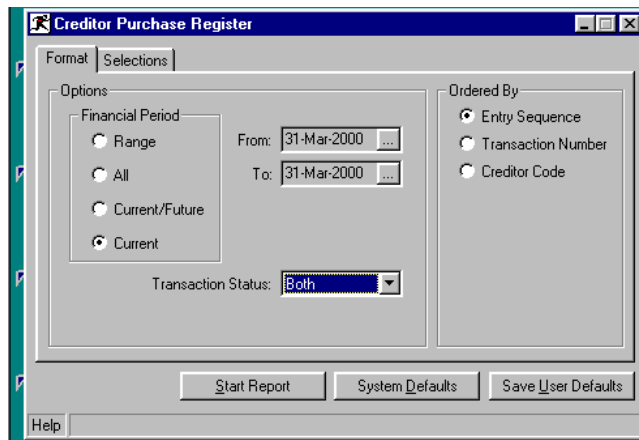 Creditor Purchase Register
Format Selections
Options
Financial Period
Range
All
Current/Future
Current
From: 31-Mar-2000 ...
To: 31-Mar-2000 ...
Transaction Status: Both
Ordered By
Entry Sequence
Transaction Number
Creditor Code
Start Report System Defaults Save User Defaults
Help